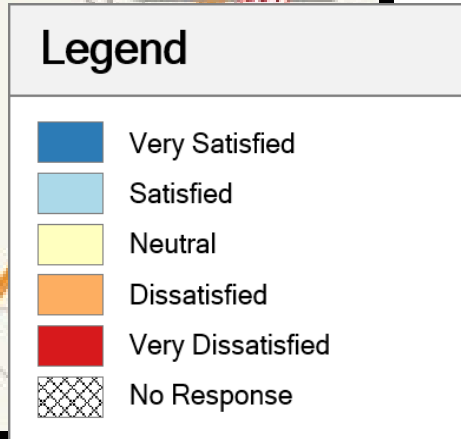 Legend
Very Satisfied
Satisfied
Neutral
Dissatisfied
Very Dissatisfied
No Response